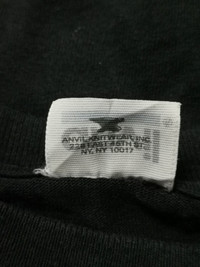 ANVIL KNITWEAR, INC.
228 EAST 45TH ST.
NY, NY 10017